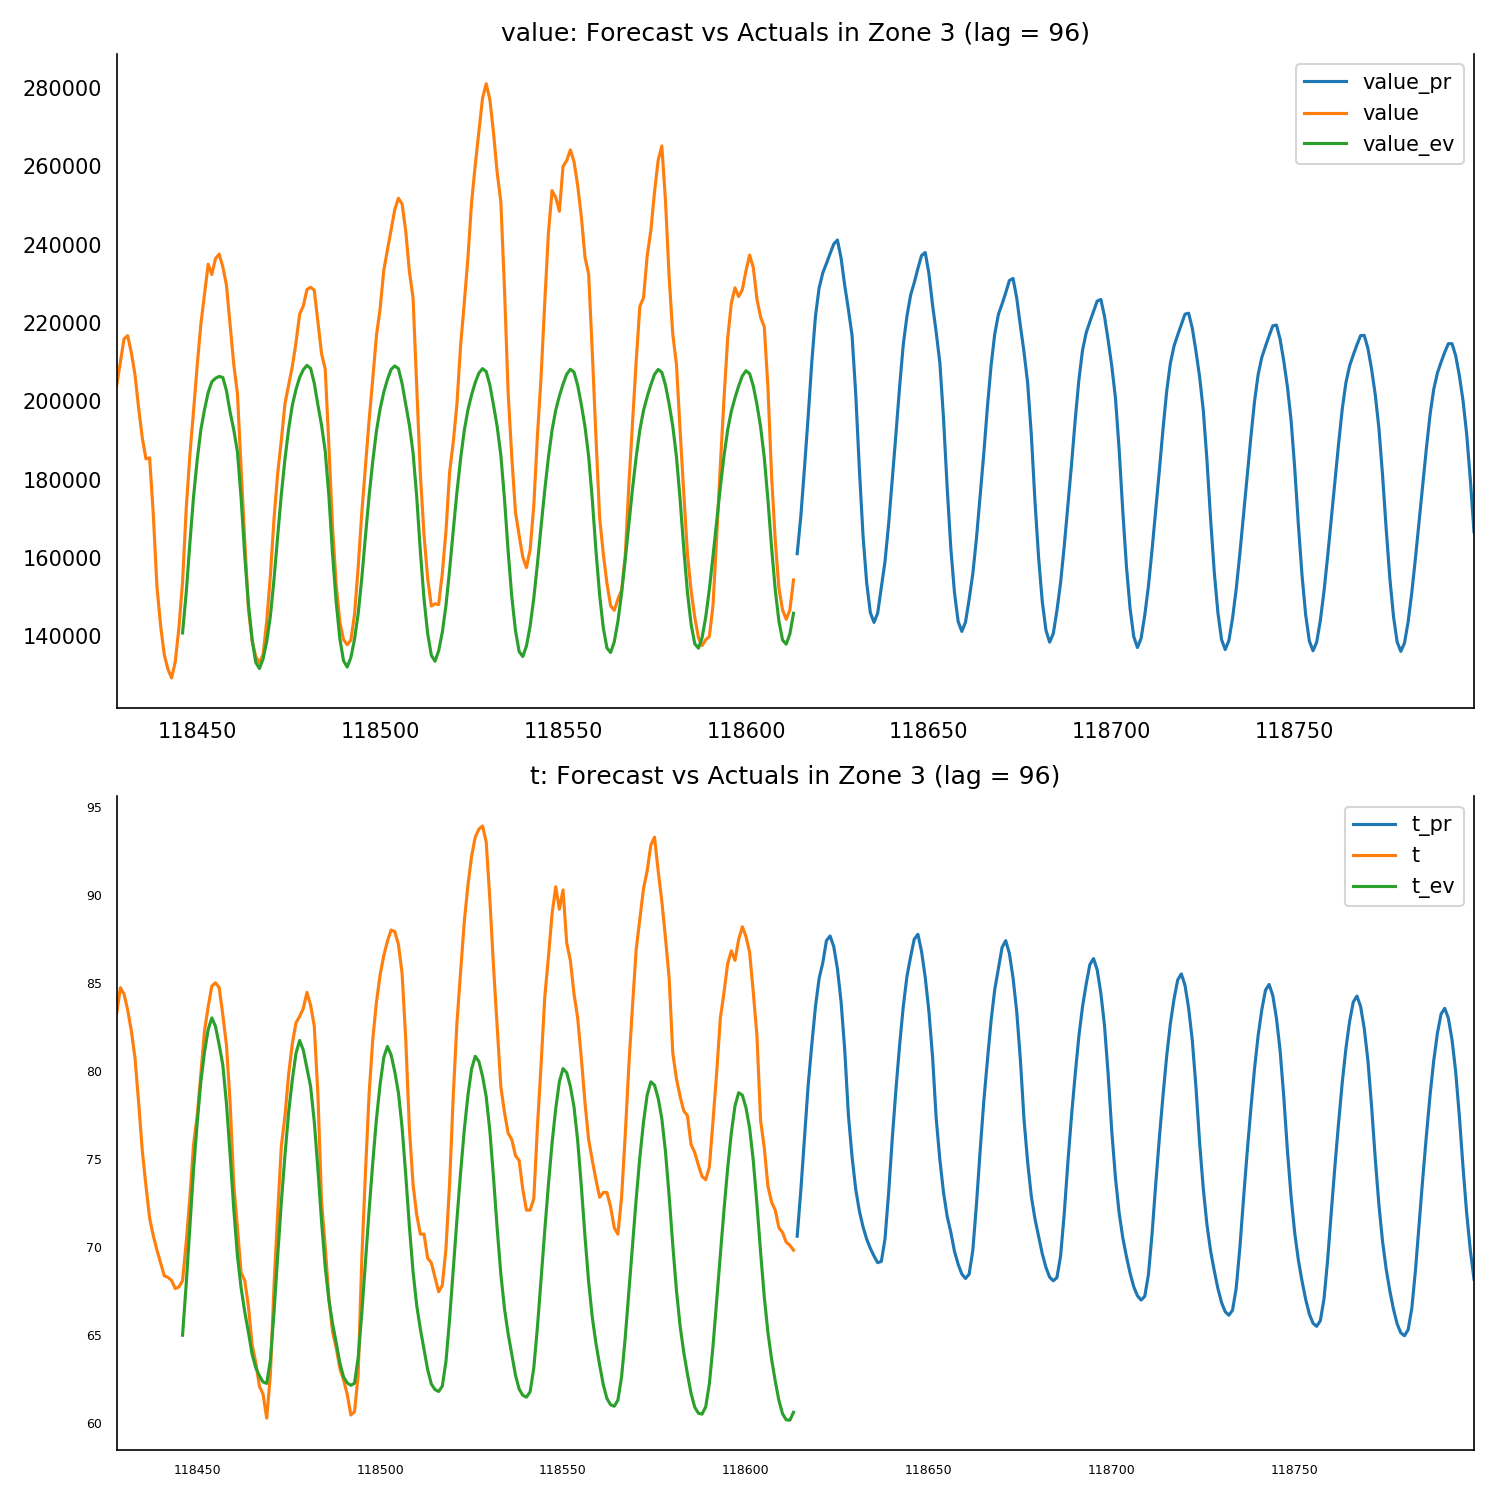 value: Forecast vs Actuals in Zone 3 (lag = 96)
280000
260000
240000
220000
200000
180000
160000
140000
value_pr
value
value_ev
118450 118500 118550 118600 118650 118700 118750
t: Forecast vs Actuals in Zone 3 (lag = 96)
95
90
85
80
75
70
65
60
t_pr
t
t_ev
118450 118500 118550 118600 118650 118700 118750